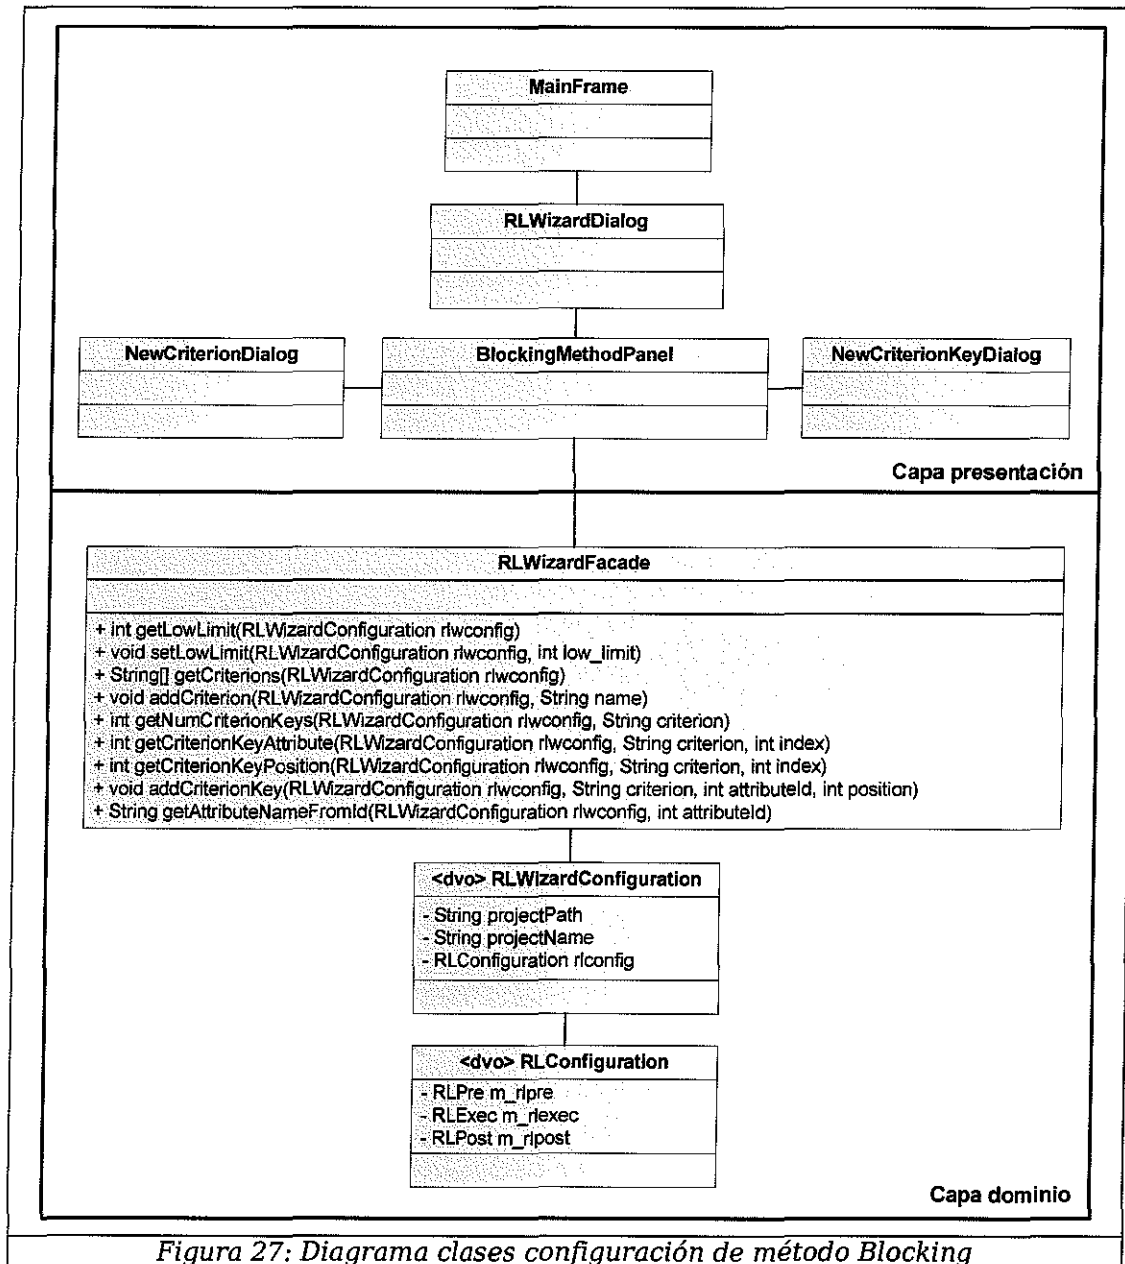 MainFrame
RLWizardDialog
NewCriterionDialog
BlockingMethodPanel
NewCriterionKeyDialog
Capa presentación
RLWizardFacade
+ int getLowLimit(RLWizardConfiguration rlwconfig)
+ void setLowLimit(RLWizardConfiguration rlwconfig, int low_limit)
+ String[] getCriterions(RLWizardConfiguration rlwconfig)
+ void addCriterion(RLWizardConfiguration rlwconfig, String name)
+ int getNumCriterionKeys(RLWizardConfiguration rlwconfig, String criterion)
+ int getCriterionKeyAttribute(RLWizardConfiguration rlwconfig, String criterion, int index)
+ int getCriterionKeyPosition(RLWizardConfiguration rlwconfig, String criterion, int index)
+ void addCriterionKey(RLWizardConfiguration rlwconfig, String criterion, int attributeId, int position)
+ String getAttributeNameFromId(RLWizardConfiguration rlwconfig, int attributeId)
<dvo> RLWizardConfiguration
- String projectPath
- String projectName
- RLConfiguration rlconfig
<dvo> RLConfiguration
- RLPre m_rlpre
- RLExec m_rlexec
- RLPost m_rlpost
Capa dominio
Figura 27: Diagrama clases configuración de método Blocking